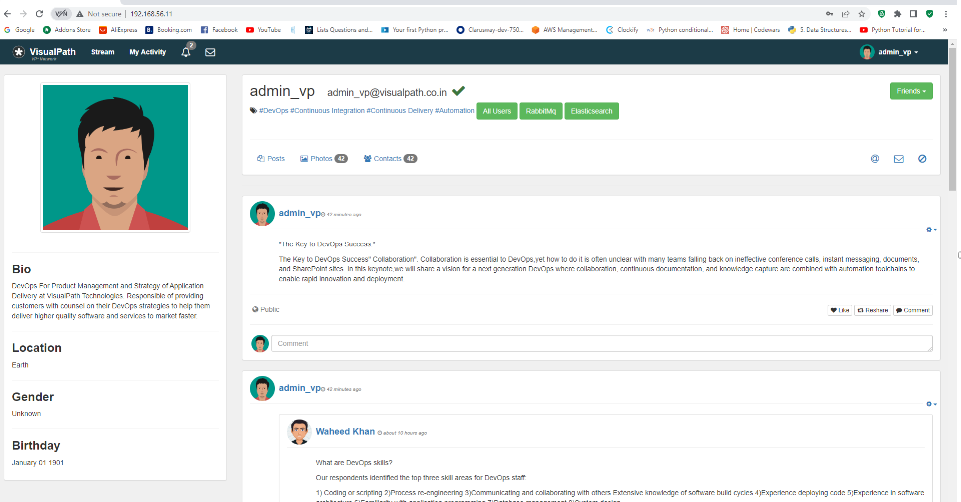 VPN Not secure 192.168.56.11
Google Addons Store AliExpress Booking.com Facebook YouTube Lists Questions and... Your first Python pr... Clarusway-dev-750... AWS Management... Clockify Python conditional... Home | Codewars 5. Data Structures... Python Tutorial for...
VisualPath Stream My Activity 2 admin_vp
admin_vp admin_vp@visualpath.co.in Friends
#DevOps #Continuous Integration #Continuous Delivery #Automation All Users RabbitMq Elasticsearch
Posts Photos 42 Contacts 42
admin_vp 42 minutes ago
*The Key to DevOps Success *
The Key to DevOps Success" Collaboration". Collaboration is essential to DevOps,yet how to do it is often unclear with many teams falling back on ineffective conference calls, instant messaging, documents,
and SharePoint sites. In this keynote,we will share a vision for a next generation DevOps where collaboration, continuous documentation, and knowledge capture are combined with automation toolchains to
enable rapid innovation and deployment
Public Like Reshare Comment
Comment
Bio
DevOps For Product Management and Strategy of Application
Delivery at VisualPath Technologies. Responsible of providing
customers with counsel on their DevOps strategies to help them
deliver higher quality software and services to market faster
Location
Earth
Gender
Unknown
Birthday
January 01 1901
admin_vp 42 minutes ago
Waheed Khan about 10 hours ago
What are DevOps skills?
Our respondents identified the top three skill areas for DevOps staff:
1) Coding or scripting 2)Process re-engineering 3)Communicating and collaborating with others Extensive knowledge of software build cycles 4)Experience deploying code 5)Experience in software